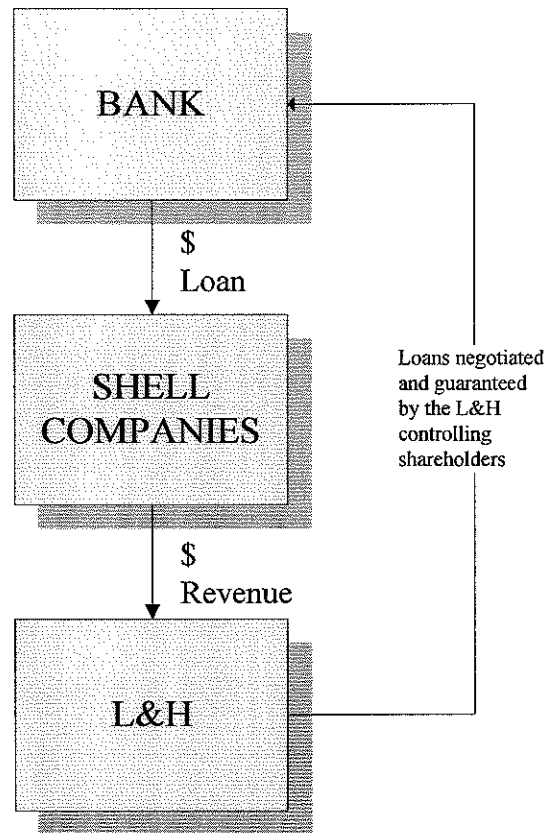 BANK
$
Loan
SHELL
COMPANIES
Loans negotiated
and guaranteed
by the L&H
controlling
shareholders
$
Revenue
L&H